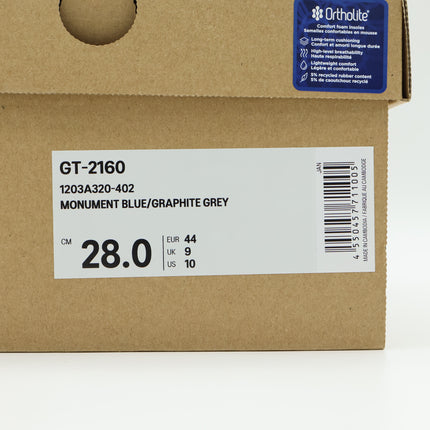 Ortholite®
Comfort foam insoles
Semelles confortables en mousse
Long-term cushioning
Confort et amorti longue durée
High-level breathability
Haute respirabilité
Lightweight comfort
Légère et confortable
5% recycled rubber content
5% de caoutchouc recyclé
GT-2160
1203A320-402
MONUMENT BLUE/GRAPHITE GREY
CM
28.0
EUR 44
UK 9
US 10
JAN
4550457711005
MADE IN CAMBODIA / FABRIQUÉ AU CAMBODGE